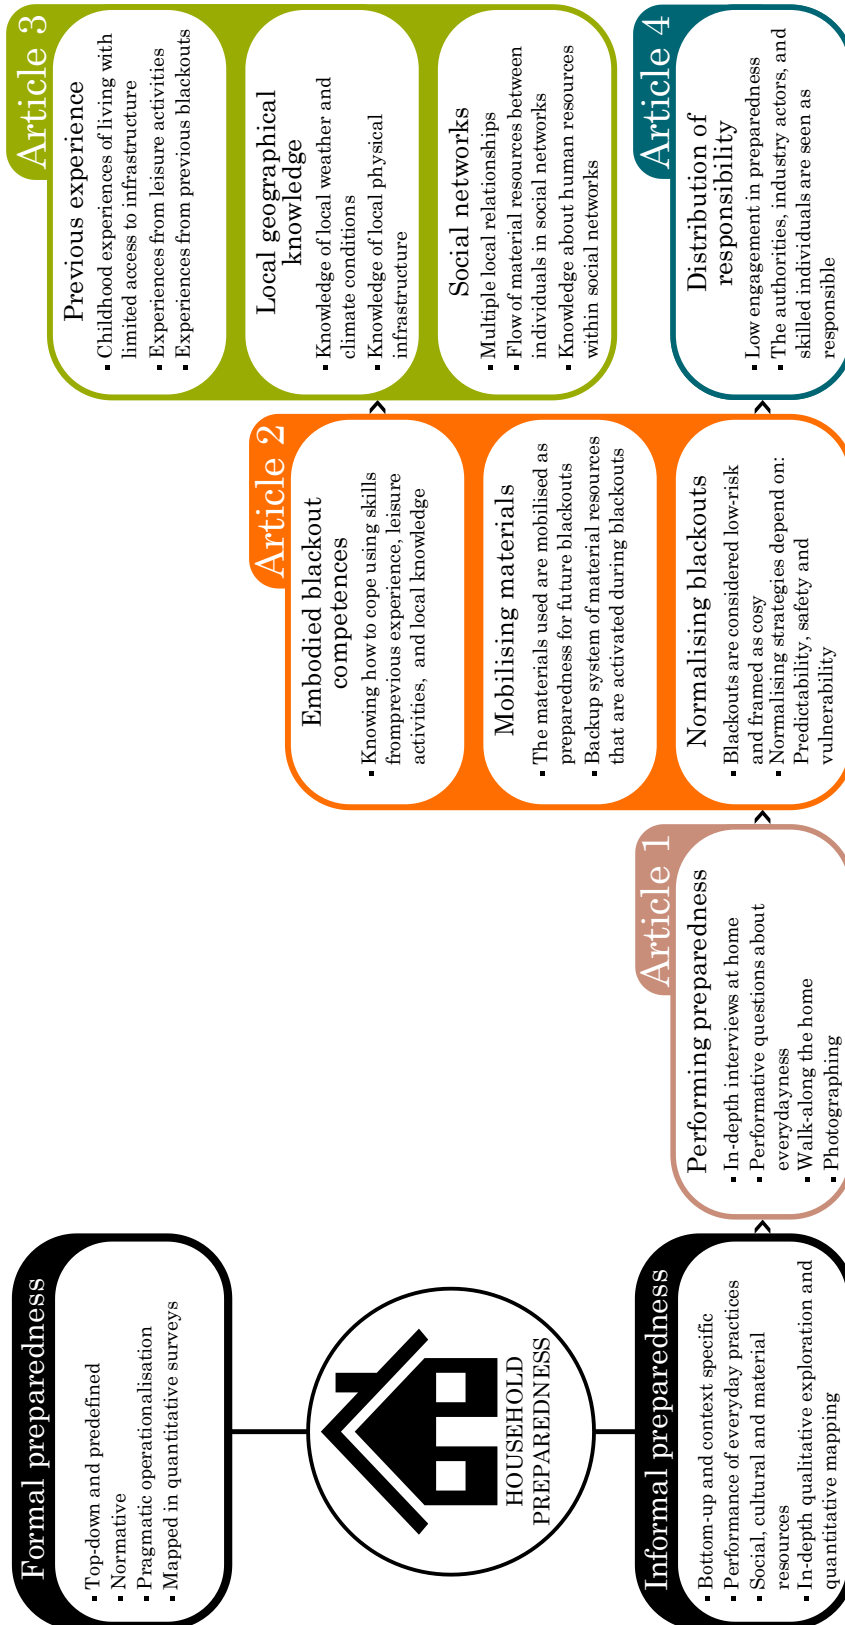 Formal preparedness
▪ Top-down and predefined
▪ Normative
▪ Pragmatic operationalisation
▪ Mapped in quantitative surveys
HOUSEHOLD
PREPAREDNESS
Informal preparedness
▪ Bottom-up and context specific
▪ Performance of everyday practices
▪ Social, cultural and material
resources
▪ In-depth qualitative exploration and
quantitative mapping
Article 1
Performing preparedness
▪ In-depth interviews at home
▪ Performative questions about
everydayness
▪ Walk-along the home
▪ Photographing
Article 2
Embodied blackout
competences
▪ Knowing how to cope using skills
fromprevious experience, leisure
activities, and local knowledge
Mobilising materials
▪ The materials used are mobilised as
preparedness for future blackouts
▪ Backup system of material resources
that are activated during blackouts
Normalising blackouts
▪ Blackouts are considered low-risk
and framed as cosy
▪ Normalising strategies depend on:
Predictability, safety and
vulnerability
Article 3
Previous experience
▪ Childhood experiences of living with
limited access to infrastructure
▪ Experiences from leisure activities
▪ Experiences from previous blackouts
Local geographical
knowledge
▪ Knowledge of local weather and
climate conditions
▪ Knowledge of local physical
infrastructure
Social networks
▪ Multiple local relationships
▪ Flow of material resources between
individuals in social networks
▪ Knowledge about human resources
within social networks
Article 4
Distribution of
responsibility
▪ Low engagement in preparedness
▪ The authorities, industry actors, and
skilled individuals are seen as
responsible